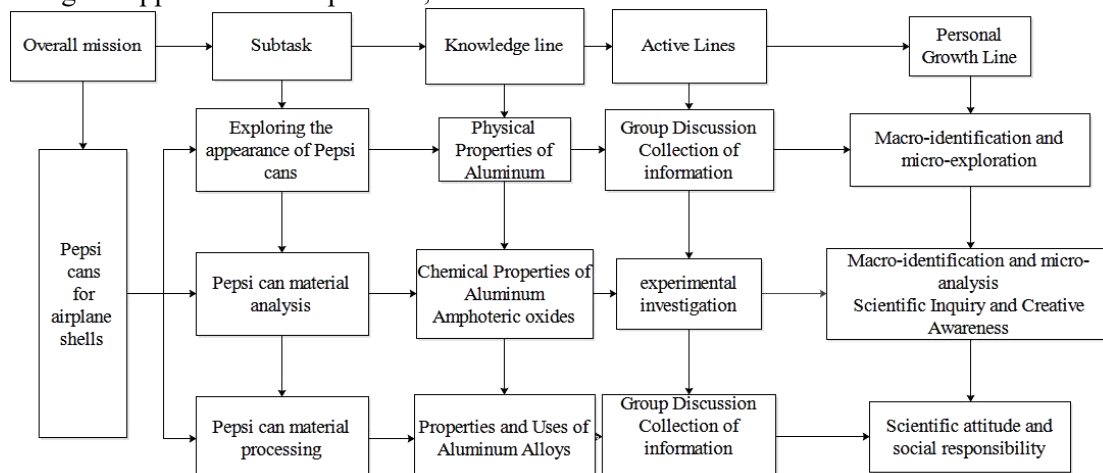 Overall mission
Subtask
Knowledge line
Active Lines
Personal
Growth Line
Exploring the
appearance of Pepsi
cans
Physical
Properties of
Aluminum
Group Discussion
Collection of
information
Macro-identification and
micro-exploration
Pepsi
cans
for
airplane
shells
Pepsi can material
analysis
Chemical Properties of
Aluminum
Amphoteric oxides
experimental
investigation
Macro-identification and micro-
analysis
Scientific Inquiry and Creative
Awareness
Pepsi can material
processing
Properties and Uses of
Aluminum Alloys
Group Discussion
Collection of
information
Scientific attitude and
social responsibility